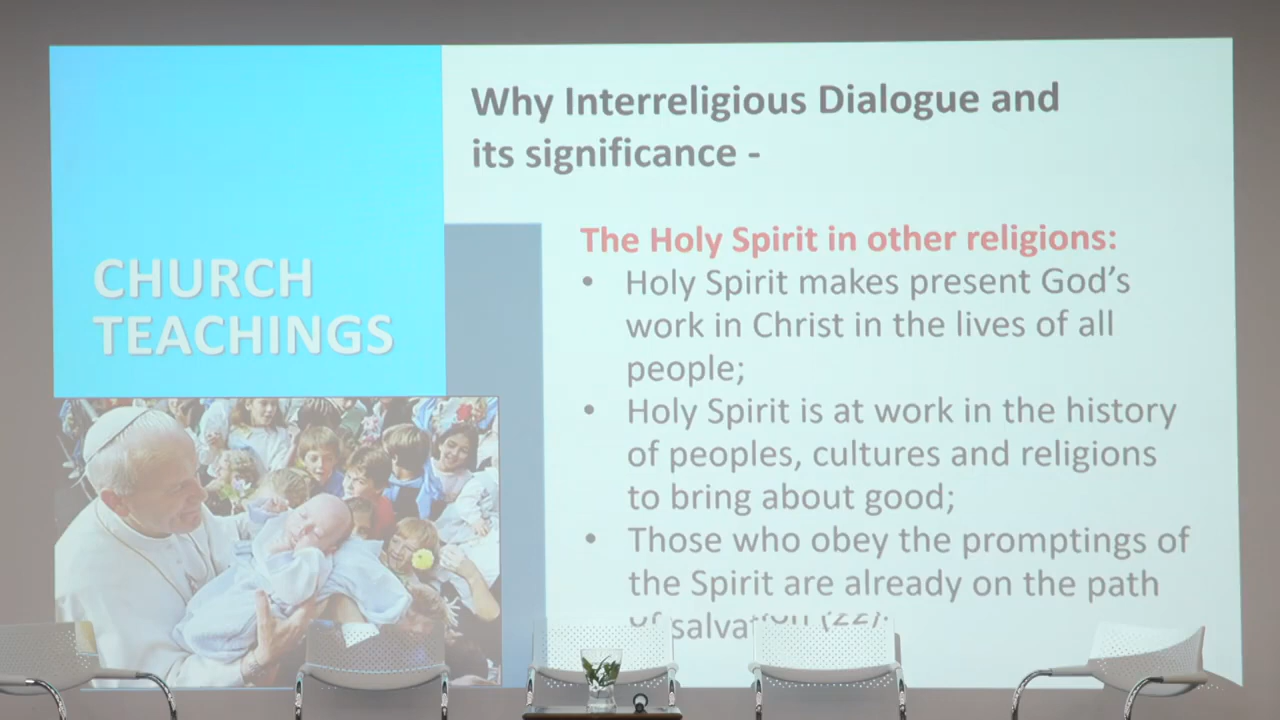 Why Interreligious Dialogue and
its significance -
CHURCH
TEACHINGS
The Holy Spirit in other religions:
• Holy Spirit makes present God's
work in Christ in the lives of all
people;
• Holy Spirit is at work in the history
of peoples, cultures and religions
to bring about good;
• Those who obey the promptings of
the Spirit are already on the path
of salvation (22);